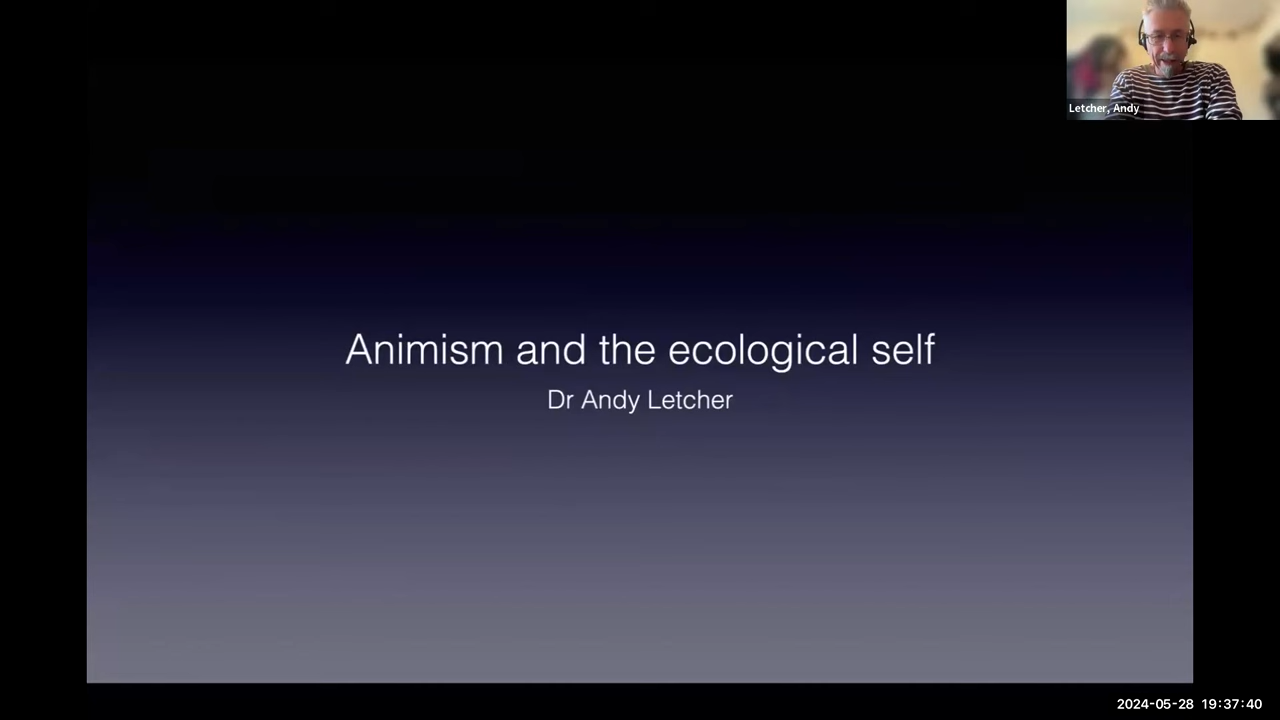 Letcher, Andy
Animism and the ecological self
Dr Andy Letcher
2024-05-28 19:37:40